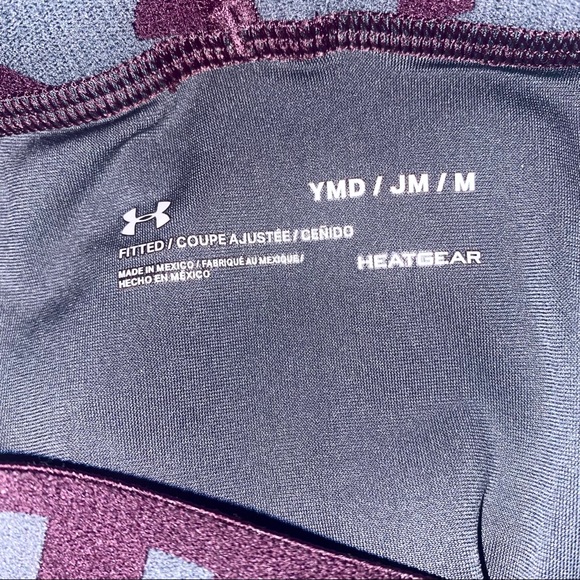 YMD / JM / M
FITTED / COUPE AJUSTÉE / CEÑIDO
HEATGEAR
MADE IN MEXICO / FABRIQUÉ AU MEXIQUE /
HECHO EN MÉXICO